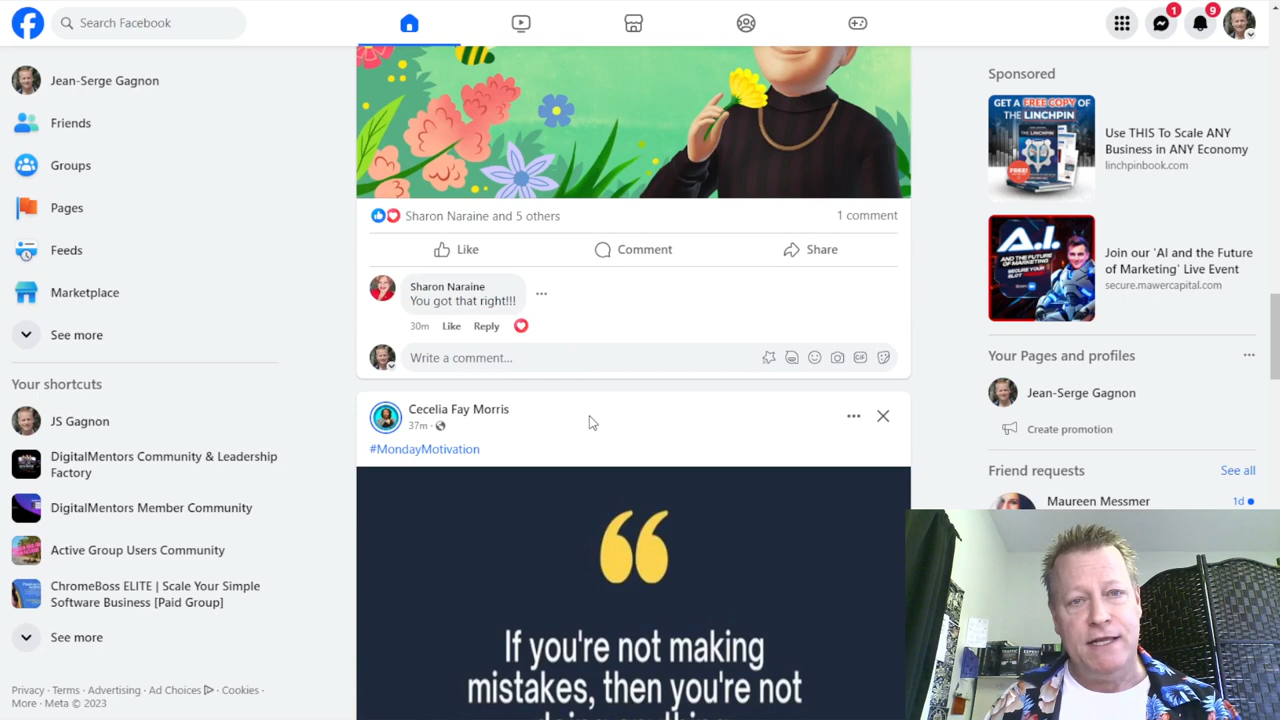 Search Facebook
1
9
Jean-Serge Gagnon
Friends
Groups
Pages
Feeds
Marketplace
See more
Your shortcuts
JS Gagnon
DigitalMentors Community & Leadership
Factory
DigitalMentors Member Community
Active Group Users Community
ChromeBoss ELITE | Scale Your Simple
Software Business [Paid Group]
See more
Privacy · Terms · Advertising · Ad Choices · Cookies ·
More · Meta © 2023
Sharon Naraine and 5 others
1 comment
Like
Comment
Share
Sharon Naraine
You got that right!!!
30m Like Reply
Write a comment...
GIF
Cecelia Fay Morris
37m ·
#MondayMotivation
“
If you're not making
mistakes, then you're not
Sponsored
GET A FREE COPY OF
THE LINCHPIN
FREE!
Use THIS To Scale ANY
Business in ANY Economy
linchpinbook.com
A.I.
AND THE FUTURE
OF MARKETING
SECURE YOUR
SLOT
Join our 'AI and the Future
of Marketing' Live Event
secure.mawercapital.com
Your Pages and profiles
Jean-Serge Gagnon
Create promotion
Friend requests
See all
Maureen Messmer
1d